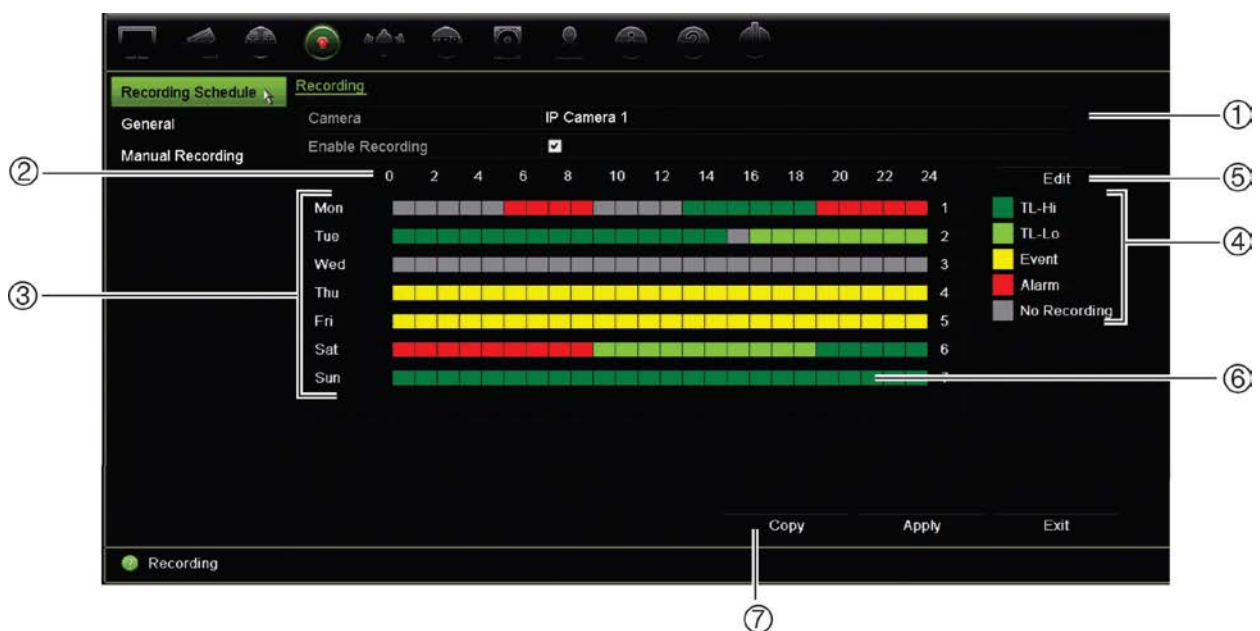 Recording Schedule
Recording
General
Camera IP Camera 1
①
Manual Recording
Enable Recording
②
0 2 4 6 8 10 12 14 16 18 20 22 24
Edit
⑤
Mon 1
TL-Hi
Tue 2
TL-Lo
④
Wed 3
Event
③
Thu 4
Alarm
Fri 5
No Recording
Sat 6
Sun
⑥
Copy Apply Exit
Recording
⑦